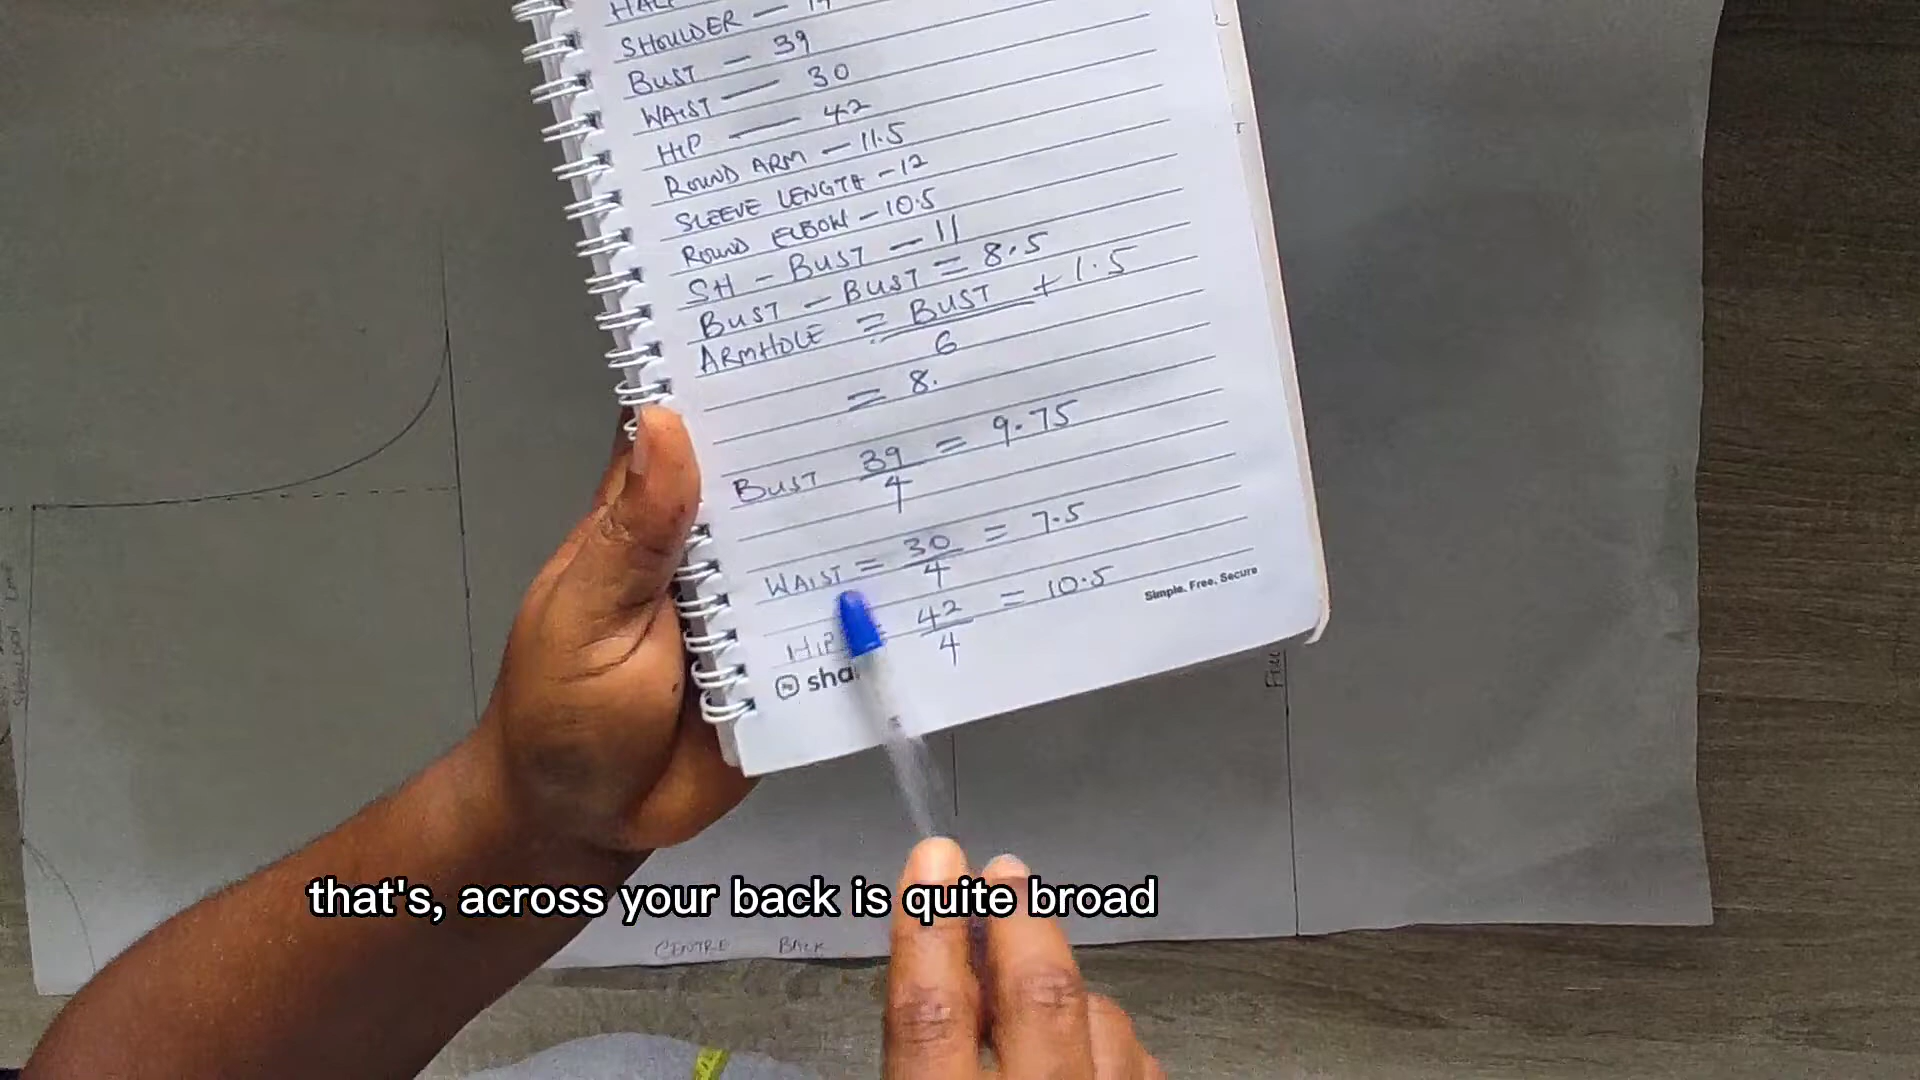 HALF
SHOULDER —
BUST — 39
WAIST — 30
HIP — 42
ROUND ARM — 11.5
SLEEVE LENGTH - 12
ROUND ELBOW - 10.5
SH - BUST — 11
BUST - BUST = 8.5
ARMHOLE = BUST + 1.5
6
= 8.
BUST 39 = 9.75
4
WAIST = 30 = 7.5
4
HIP = 42 = 10.5
4
Simple. Free. Secure
sha
that's, across your back is quite broad
CENTRE BACK